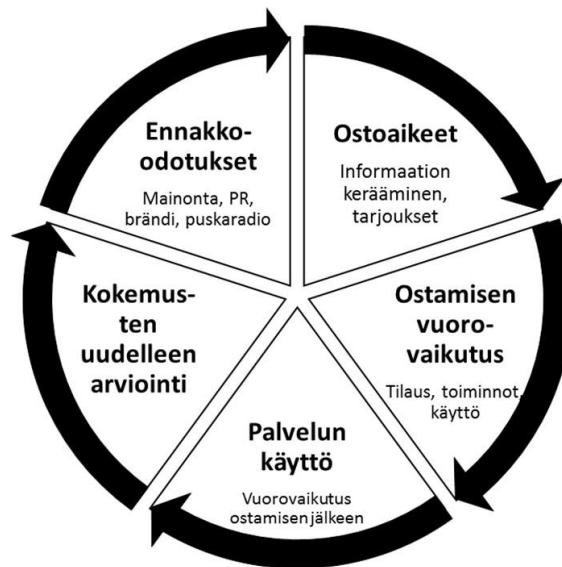 Ennakko-
odotukset
Mainonta, PR,
brändi, puskaradio
Ostoaikeet
Informaation
kerääminen,
tarjoukset
Ostamisen
vuoro-
vaikutus
Tilaus, toiminnot,
käyttö
Palvelun
käyttö
Vuorovaikutus
ostamisen jälkeen
Kokemus-
ten
uudelleen
arviointi